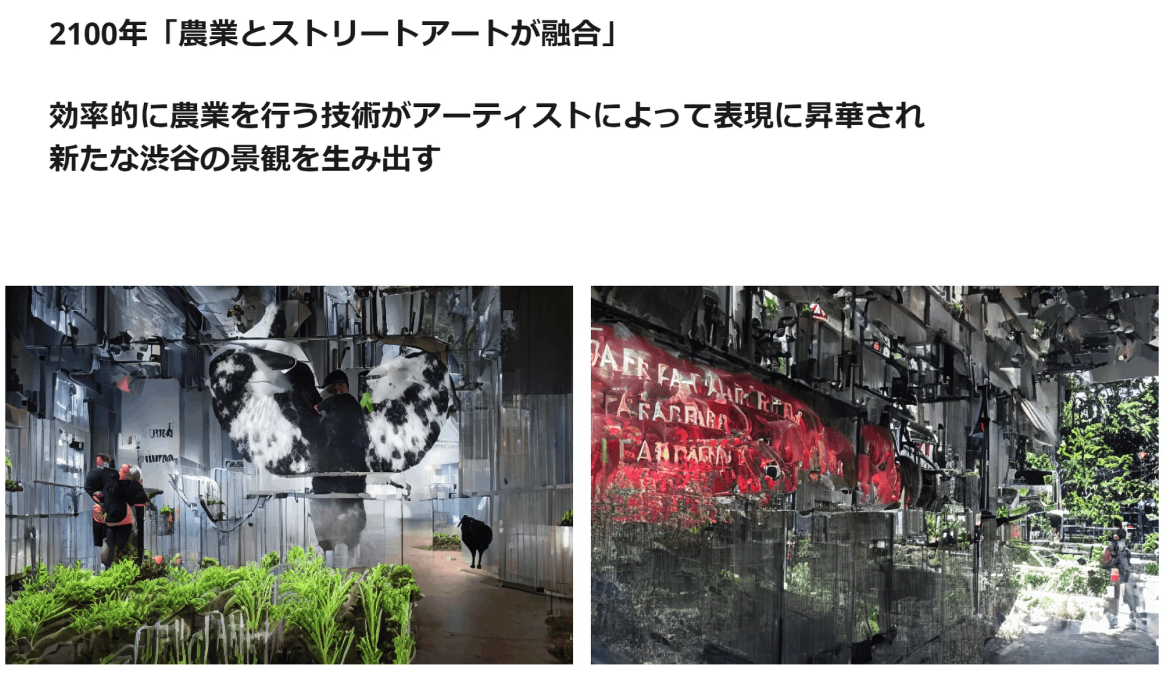 2100年「農業とストリートアートが融合」
効率的に農業を行う技術がアーティストによって表現に昇華され
新たな渋谷の景観を生み出す